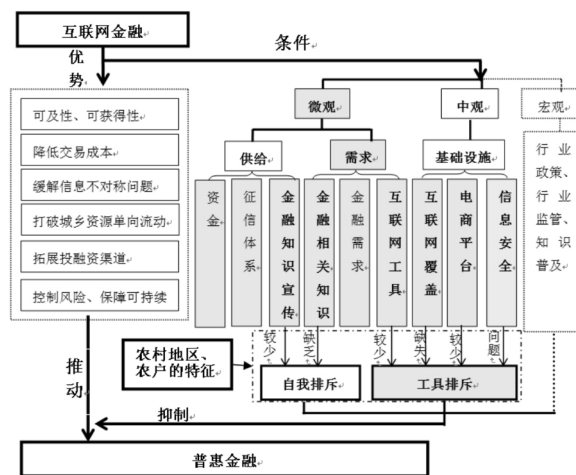 互联网金融
条件
优势
微观
中观
宏观
可及性、可获得性
降低交易成本
缓解信息不对称问题
打破城乡资源单向流动
拓展投融资渠道
控制风险、保障可持续
供给
需求
基础设施
行业
政策、
行业
监管、
知识
普及
资金
征信体系
金融知识宣传
金融相关知识
金融需求
互联网工具
互联网覆盖
电商平台
信息安全
较少
缺乏
较少
缺失
较少
问题
农村地区、
农户的特征
自我排斥
工具排斥
推动
抑制
普惠金融